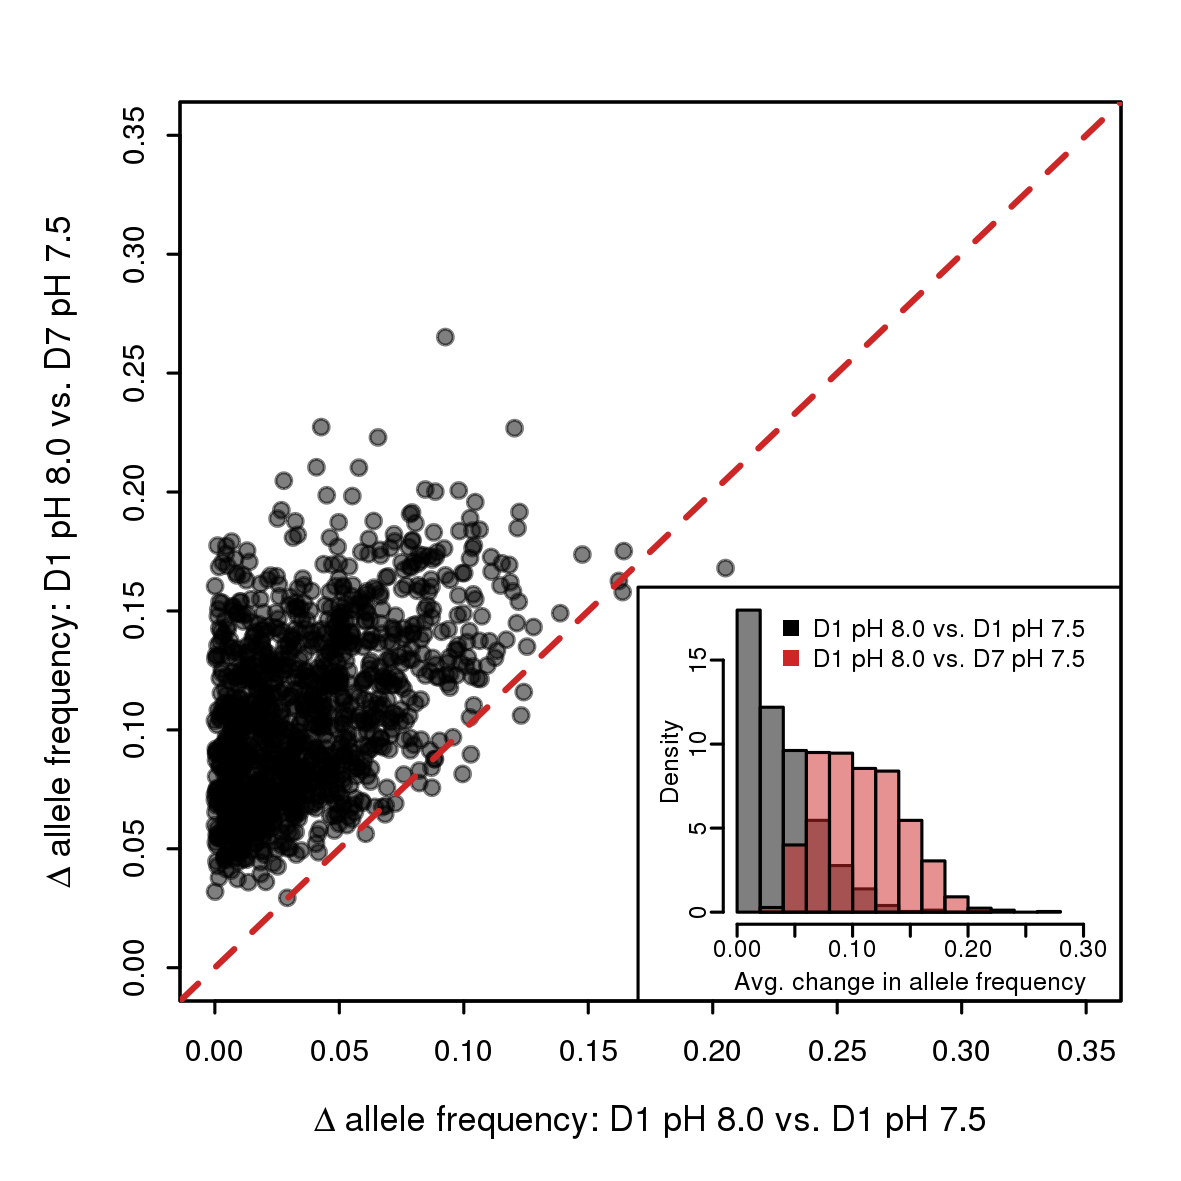 0.35
0.30
0.25
0.20
0.15
0.10
0.05
0.00
Δ allele frequency: D1 pH 8.0 vs. D7 pH 7.5
D1 pH 8.0 vs. D1 pH 7.5
D1 pH 8.0 vs. D7 pH 7.5
15
10
5
0
Density
0.00 0.10 0.20 0.30
Avg. change in allele frequency
0.00 0.05 0.10 0.15 0.20 0.25 0.30 0.35
Δ allele frequency: D1 pH 8.0 vs. D1 pH 7.5